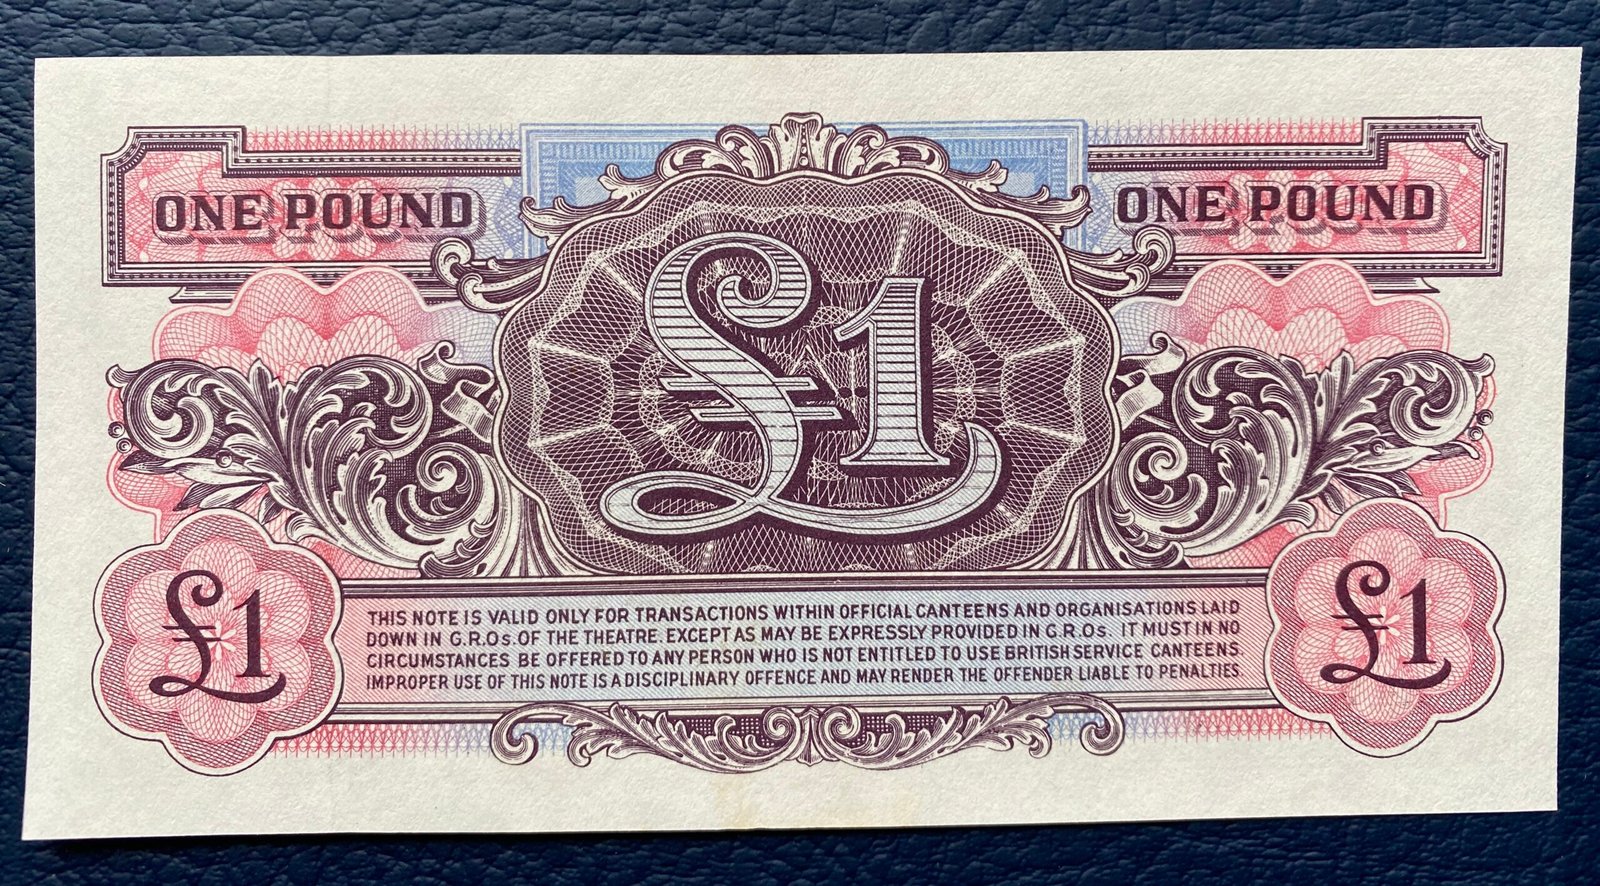 ONE POUND
ONE POUND
£1
THIS NOTE IS VALID ONLY FOR TRANSACTIONS WITHIN OFFICIAL CANTEENS AND ORGANISATIONS LAID
DOWN IN G.R.Os. OF THE THEATRE. EXCEPT AS MAY BE EXPRESSLY PROVIDED IN G.R.Os. IT MUST IN NO
CIRCUMSTANCES BE OFFERED TO ANY PERSON WHO IS NOT ENTITLED TO USE BRITISH SERVICE CANTEENS.
IMPROPER USE OF THIS NOTE IS A DISCIPLINARY OFFENCE AND MAY RENDER THE OFFENDER LIABLE TO PENALTIES.
£1
£1